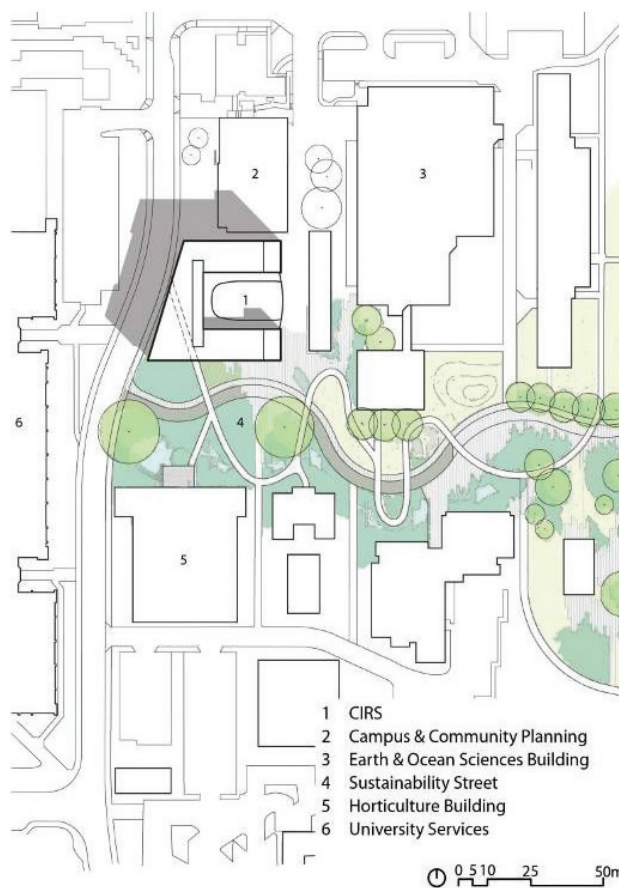 2
3
1
6
4
5
1 CIRS
2 Campus & Community Planning
3 Earth & Ocean Sciences Building
4 Sustainability Street
5 Horticulture Building
6 University Services
0 5 10 25 50m